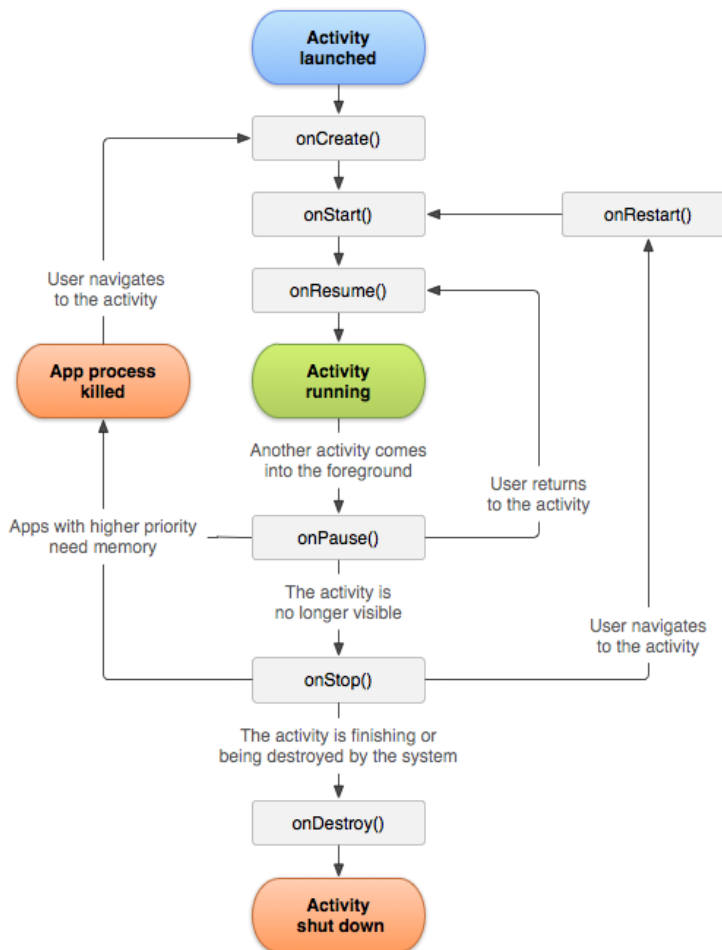 Activity
launched
onCreate()
onStart()
onRestart()
User navigates
to the activity
onResume()
App process
killed
Activity
running
Another activity comes
into the foreground
User returns
to the activity
Apps with higher priority
need memory
onPause()
The activity is
no longer visible
User navigates
to the activity
onStop()
The activity is finishing or
being destroyed by the system
onDestroy()
Activity
shut down